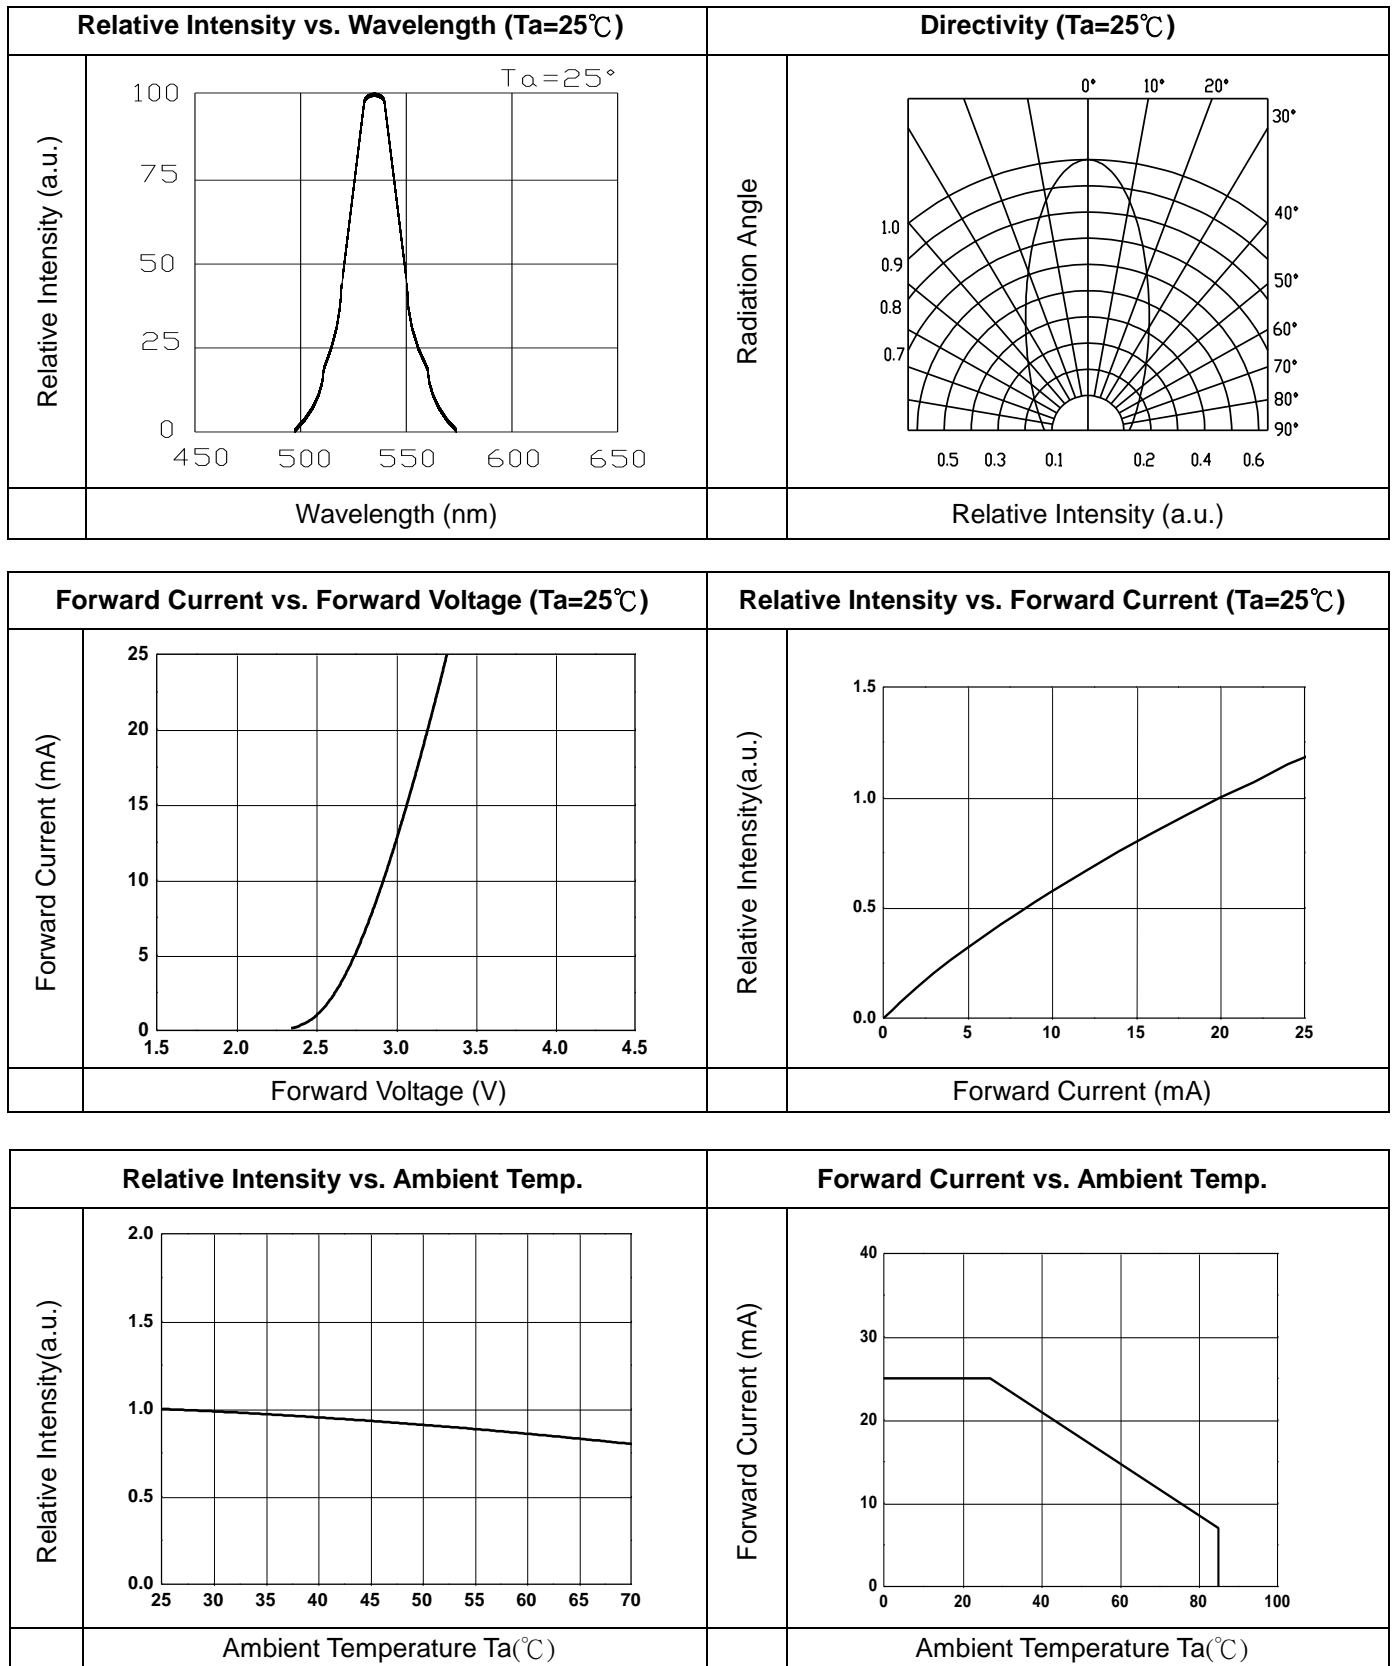 Relative Intensity vs. Wavelength (Ta=25℃)
Directivity (Ta=25℃)
Relative Intensity (a.u.)
Ta=25°
100
75
50
25
0
450 500 550 600 650
Wavelength (nm)
Radiation Angle
0° 10° 20°
30°
40°
50°
60°
70°
80°
90°
1.0
0.9
0.8
0.7
0.5 0.3 0.1 0.2 0.4 0.6
Relative Intensity (a.u.)
Forward Current vs. Forward Voltage (Ta=25℃)
Relative Intensity vs. Forward Current (Ta=25℃)
Forward Current (mA)
25
20
15
10
5
0
1.5 2.0 2.5 3.0 3.5 4.0 4.5
Forward Voltage (V)
Relative Intensity(a.u.)
1.5
1.0
0.5
0.0
0 5 10 15 20 25
Forward Current (mA)
Relative Intensity vs. Ambient Temp.
Forward Current vs. Ambient Temp.
Relative Intensity(a.u.)
2.0
1.5
1.0
0.5
0.0
25 30 35 40 45 50 55 60 65 70
Ambient Temperature Ta(℃)
Forward Current (mA)
40
30
20
10
0
0 20 40 60 80 100
Ambient Temperature Ta(℃)